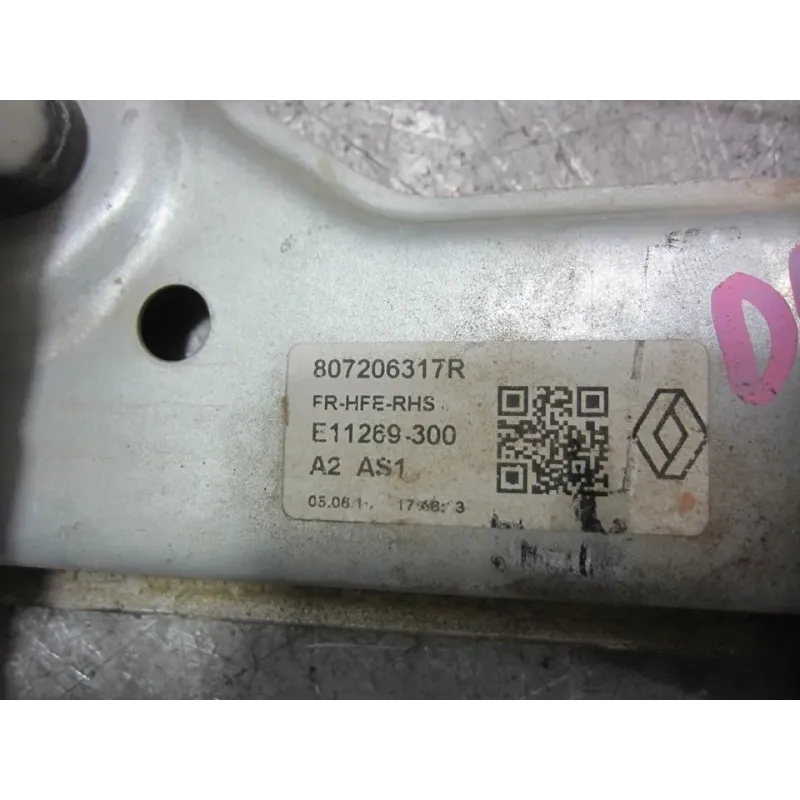 807206317R
FR-HFE-RHS
E11269-300
A2 AS1